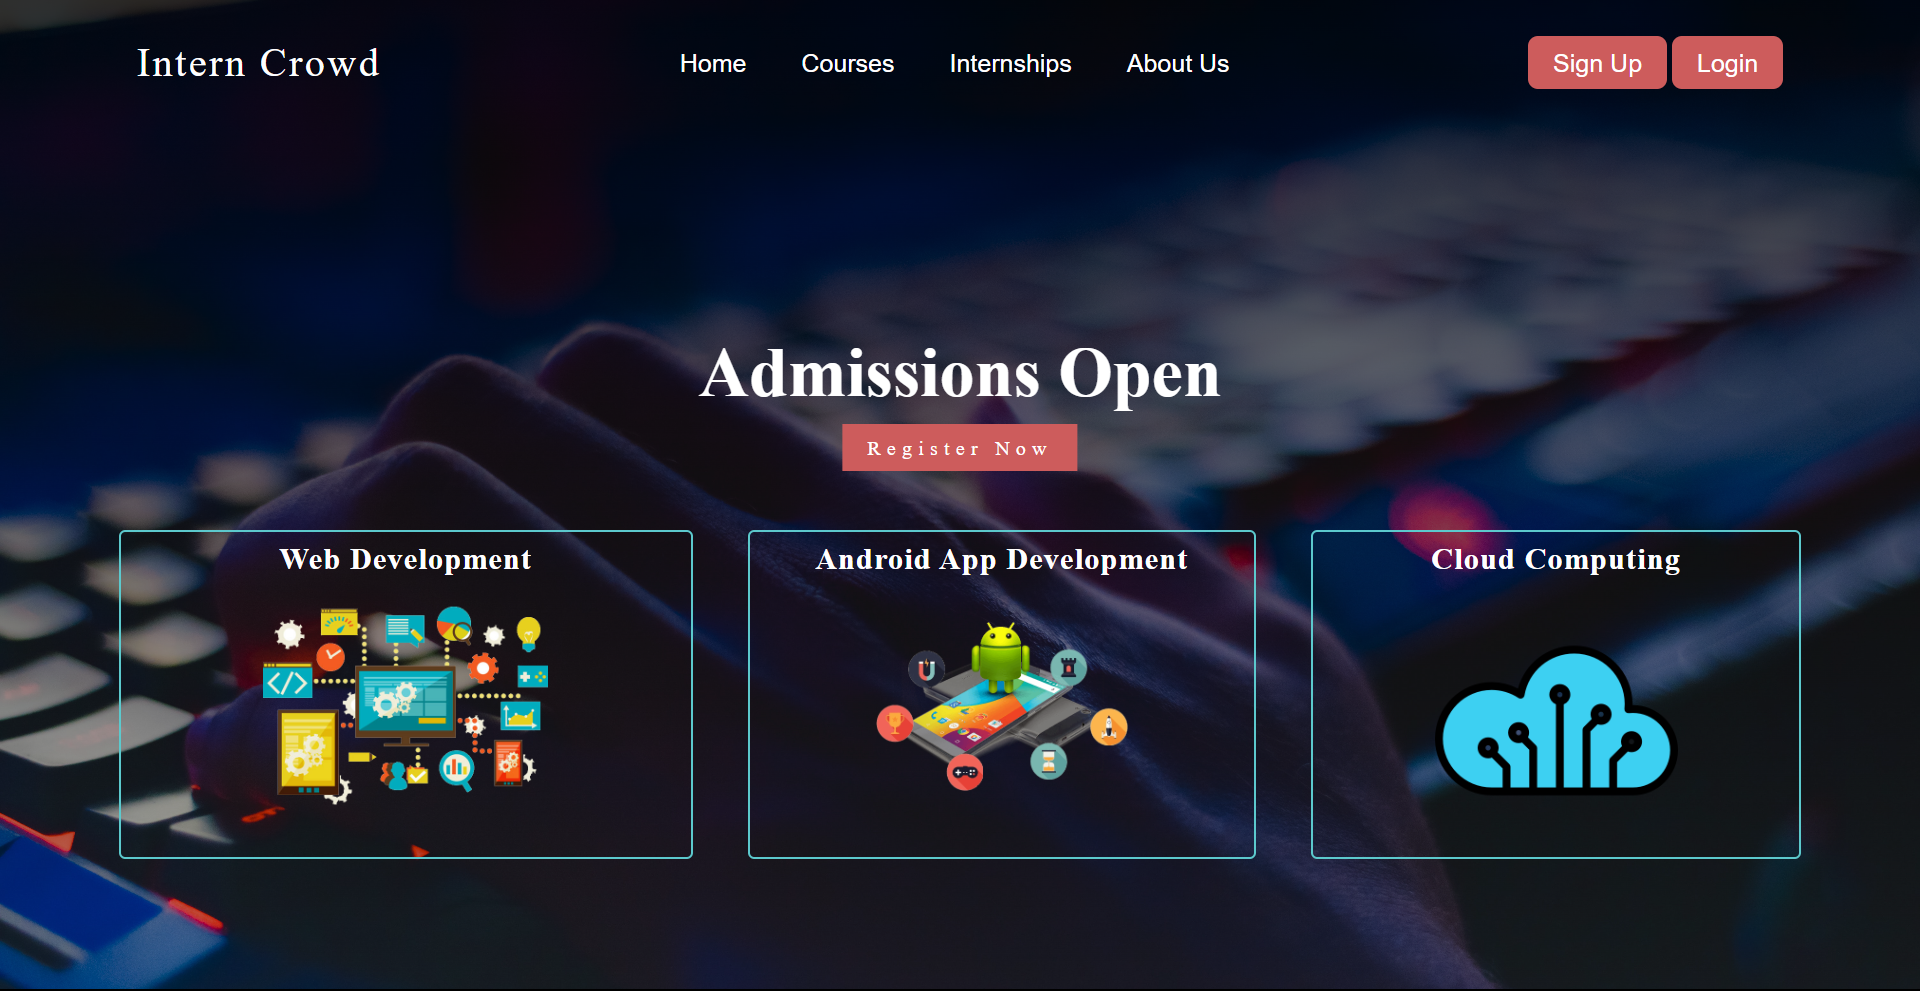 Intern Crowd
Home Courses Internships About Us
Sign Up Login
Admissions Open
Register Now
Web Development
Android App Development
Cloud Computing